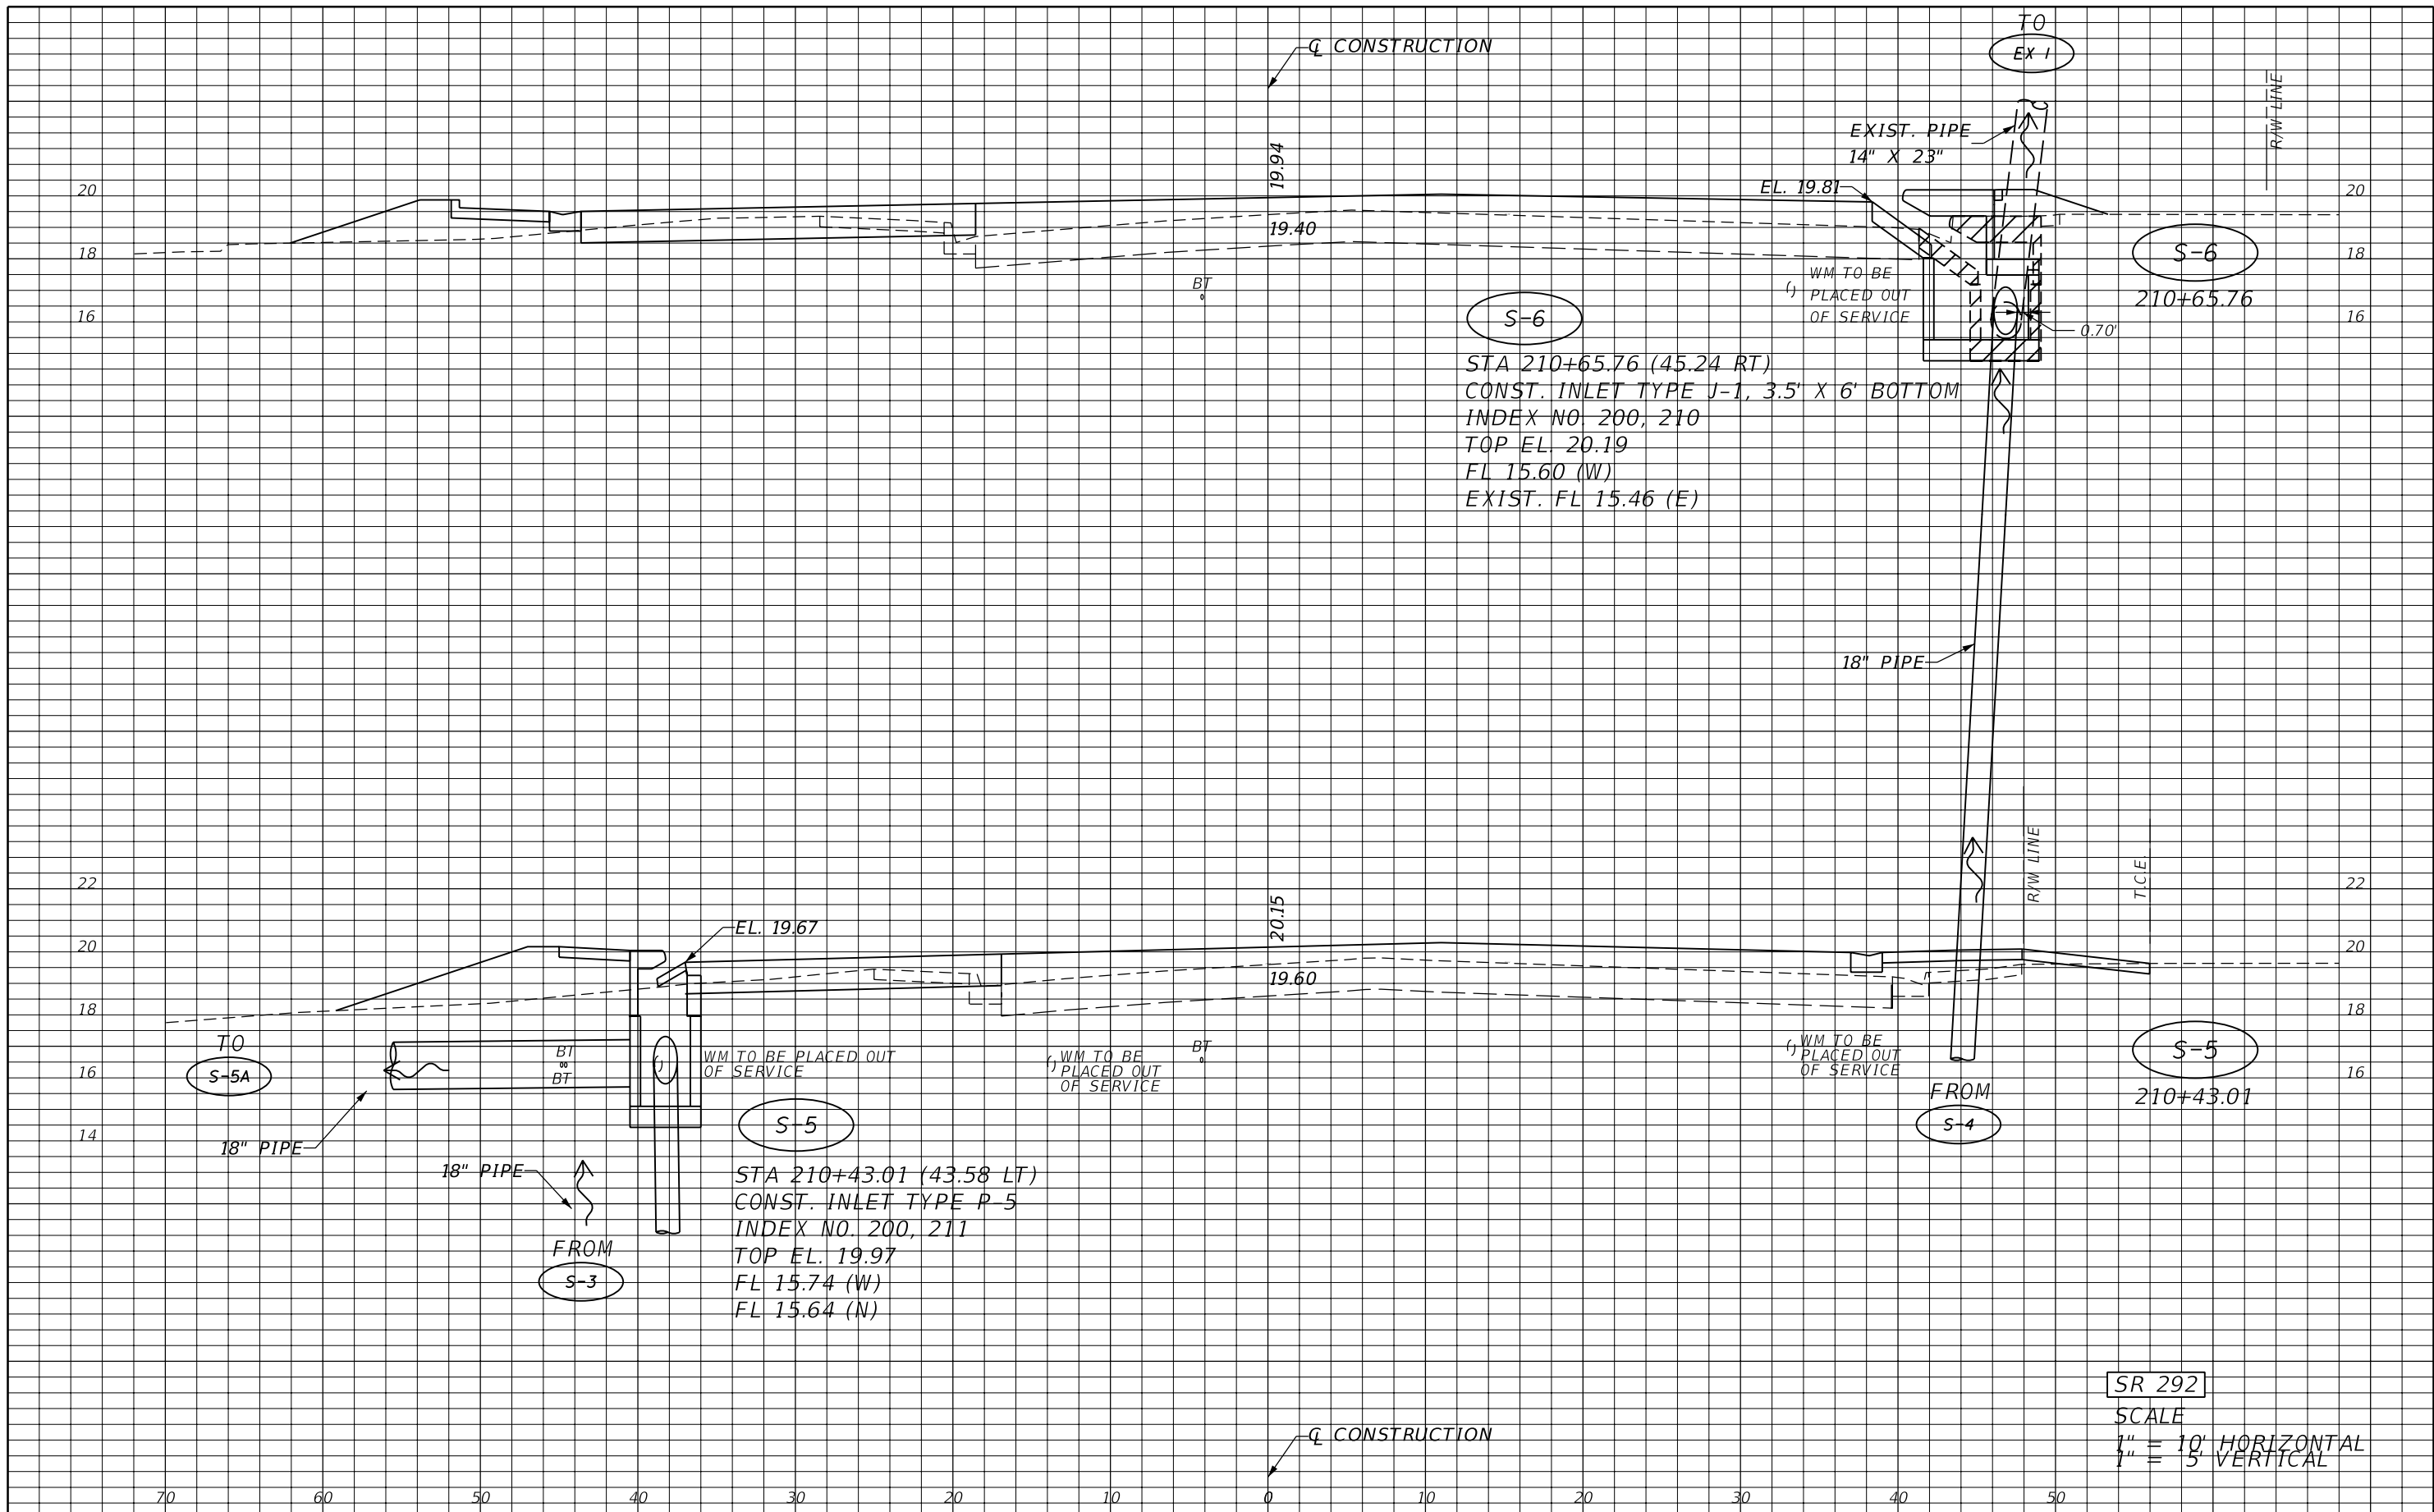 TO
EX 1
℄ CONSTRUCTION
R/W LINE
EXIST. PIPE
14" X 23"
19.94
EL. 19.81
20
20
19.40
18
18
S-6
WM TO BE
PLACED OUT
OF SERVICE
BT
210+65.76
16
16
S-6
0.70'
STA 210+65.76 (45.24 RT)
CONST. INLET TYPE J-1, 3.5' X 6' BOTTOM
INDEX NO. 200, 210
TOP EL. 20.19
FL 15.60 (W)
EXIST. FL 15.46 (E)
18" PIPE
R/W LINE
T.C.E.
22
22
20.15
EL. 19.67
20
20
19.60
18
18
TO
S-5A
BT
BT
WM TO BE PLACED OUT
OF SERVICE
WM TO BE
PLACED OUT
OF SERVICE
BT
WM TO BE
PLACED OUT
OF SERVICE
S-5
210+43.01
16
16
FROM
S-4
14
18" PIPE
18" PIPE
FROM
S-3
S-5
STA 210+43.01 (43.58 LT)
CONST. INLET TYPE P-5
INDEX NO. 200, 211
TOP EL. 19.97
FL 15.74 (W)
FL 15.64 (N)
SR 292
SCALE
1" = 10' HORIZONTAL
1" = 5' VERTICAL
℄ CONSTRUCTION
70 60 50 40 30 20 10 0 10 20 30 40 50